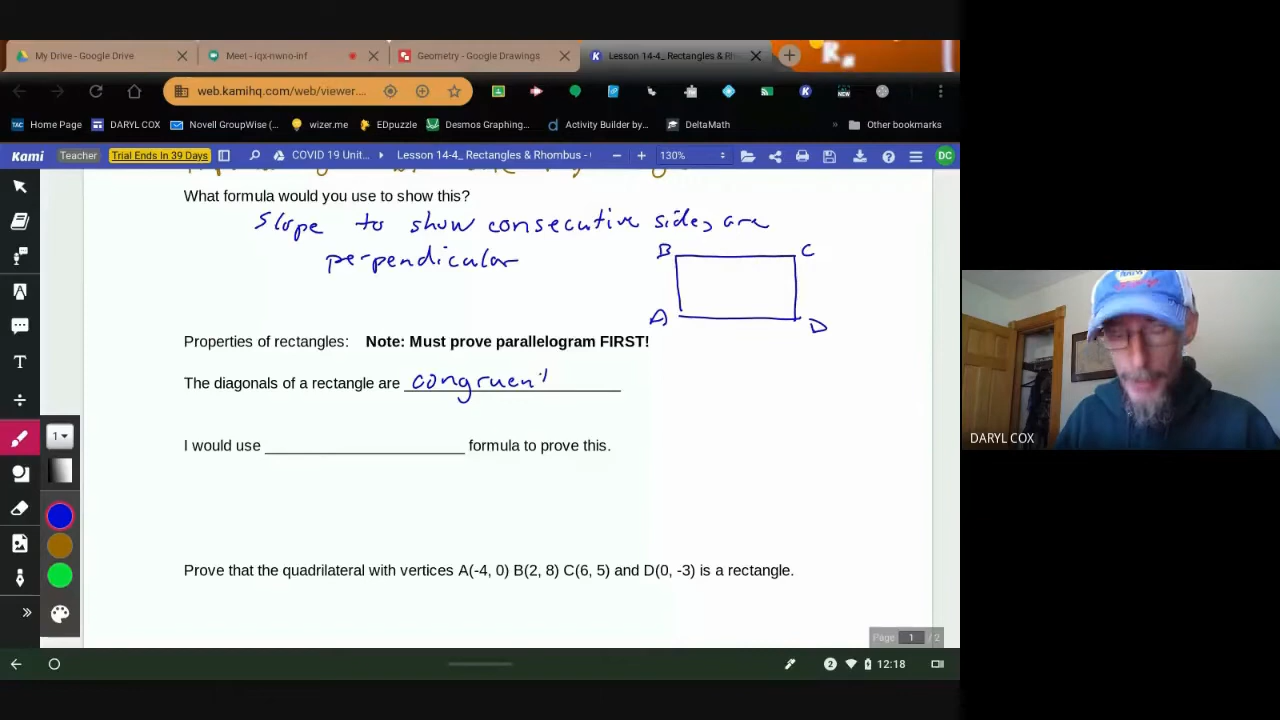 My Drive - Google Drive
Meet - iqx-nwno-inf
Geometry - Google Drawings
Lesson 14-4_ Rectangles & Rh
web.kamihq.com/web/viewer....
Home Page DARYL COX Novell GroupWise (... wizer.me EDpuzzle Desmos Graphing... Activity Builder by... DeltaMath » Other bookmarks
Kami Teacher Trial Ends In 39 Days COVID 19 Unit... Lesson 14-4_ Rectangles & Rhombus - 130% DC
What formula would you use to show this?
Slope to show consecutive sides are
perpendicular
B C
A D
Properties of rectangles: Note: Must prove parallelogram FIRST!
The diagonals of a rectangle are congruent
I would use ____________________ formula to prove this.
Prove that the quadrilateral with vertices A(-4, 0) B(2, 8) C(6, 5) and D(0, -3) is a rectangle.
Page 1 / 2
2 12:18
DARYL COX